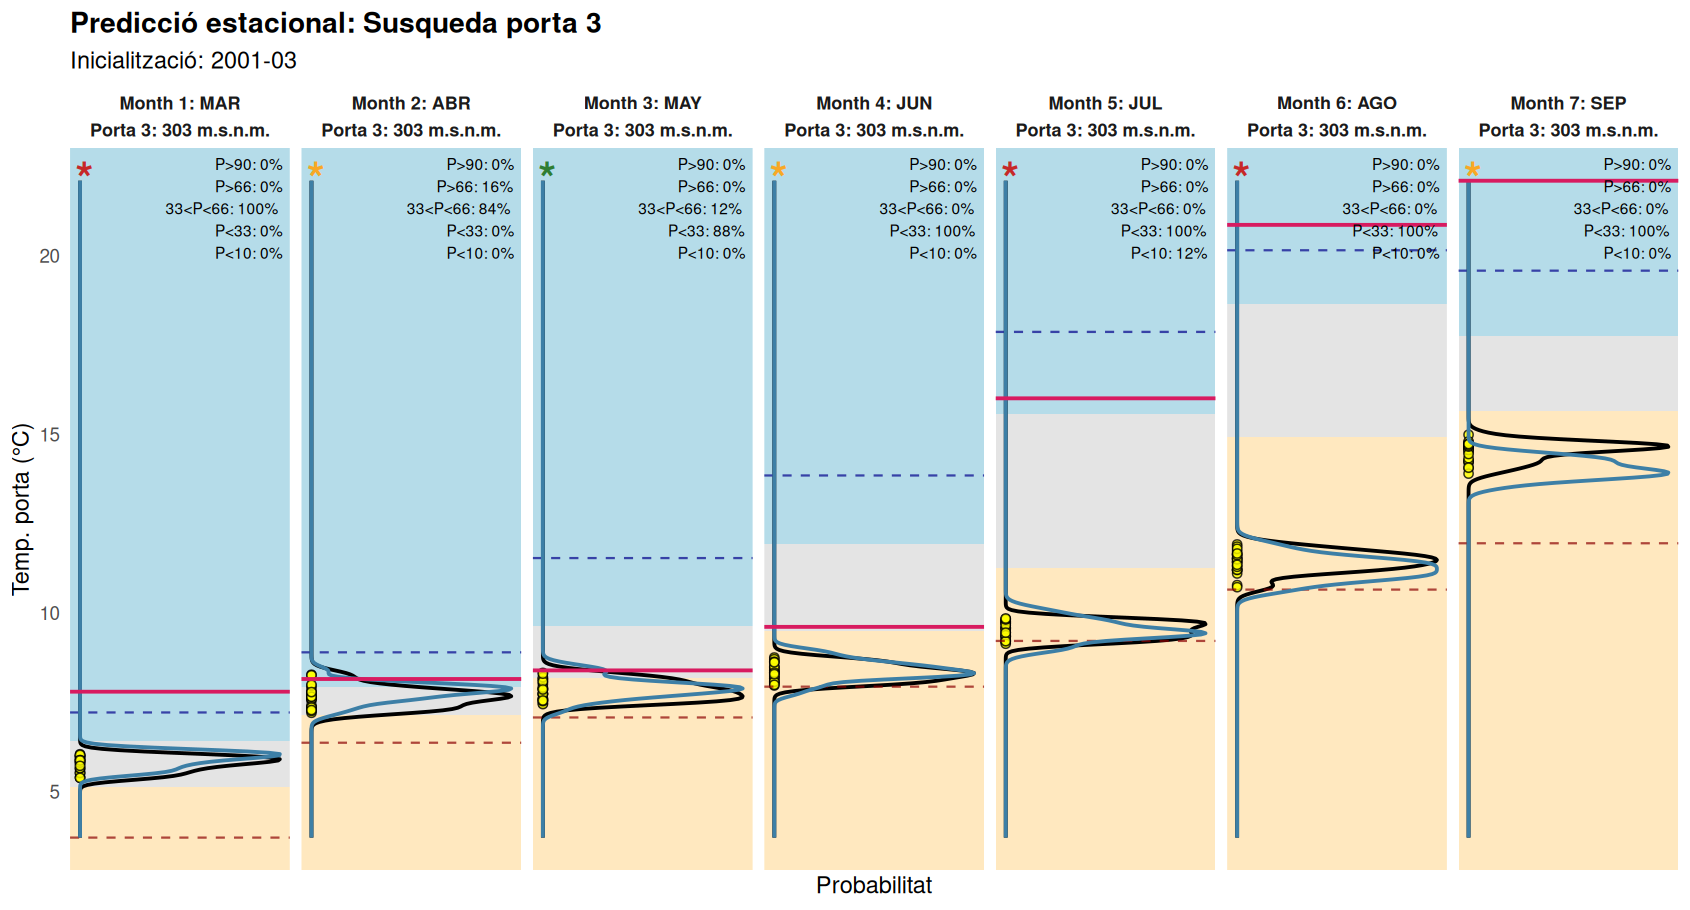 Predicció estacional: Susqueda porta 3
Inicialització: 2001-03
Month 1: MAR
Porta 3: 303 m.s.n.m.
P>90: 0%
P>66: 0%
33<P<66: 100%
P<33: 0%
P<10: 0%
Month 2: ABR
Porta 3: 303 m.s.n.m.
P>90: 0%
P>66: 16%
33<P<66: 84%
P<33: 0%
P<10: 0%
Month 3: MAY
Porta 3: 303 m.s.n.m.
P>90: 0%
P>66: 0%
33<P<66: 12%
P<33: 88%
P<10: 0%
Month 4: JUN
Porta 3: 303 m.s.n.m.
P>90: 0%
P>66: 0%
33<P<66: 0%
P<33: 100%
P<10: 0%
Month 5: JUL
Porta 3: 303 m.s.n.m.
P>90: 0%
P>66: 0%
33<P<66: 0%
P<33: 100%
P<10: 12%
Month 6: AGO
Porta 3: 303 m.s.n.m.
P>90: 0%
P>66: 0%
33<P<66: 0%
P<33: 100%
P<10: 0%
Month 7: SEP
Porta 3: 303 m.s.n.m.
P>90: 0%
P>66: 0%
33<P<66: 0%
P<33: 100%
P<10: 0%
Temp. porta (°C)
20
15
10
5
Probabilitat